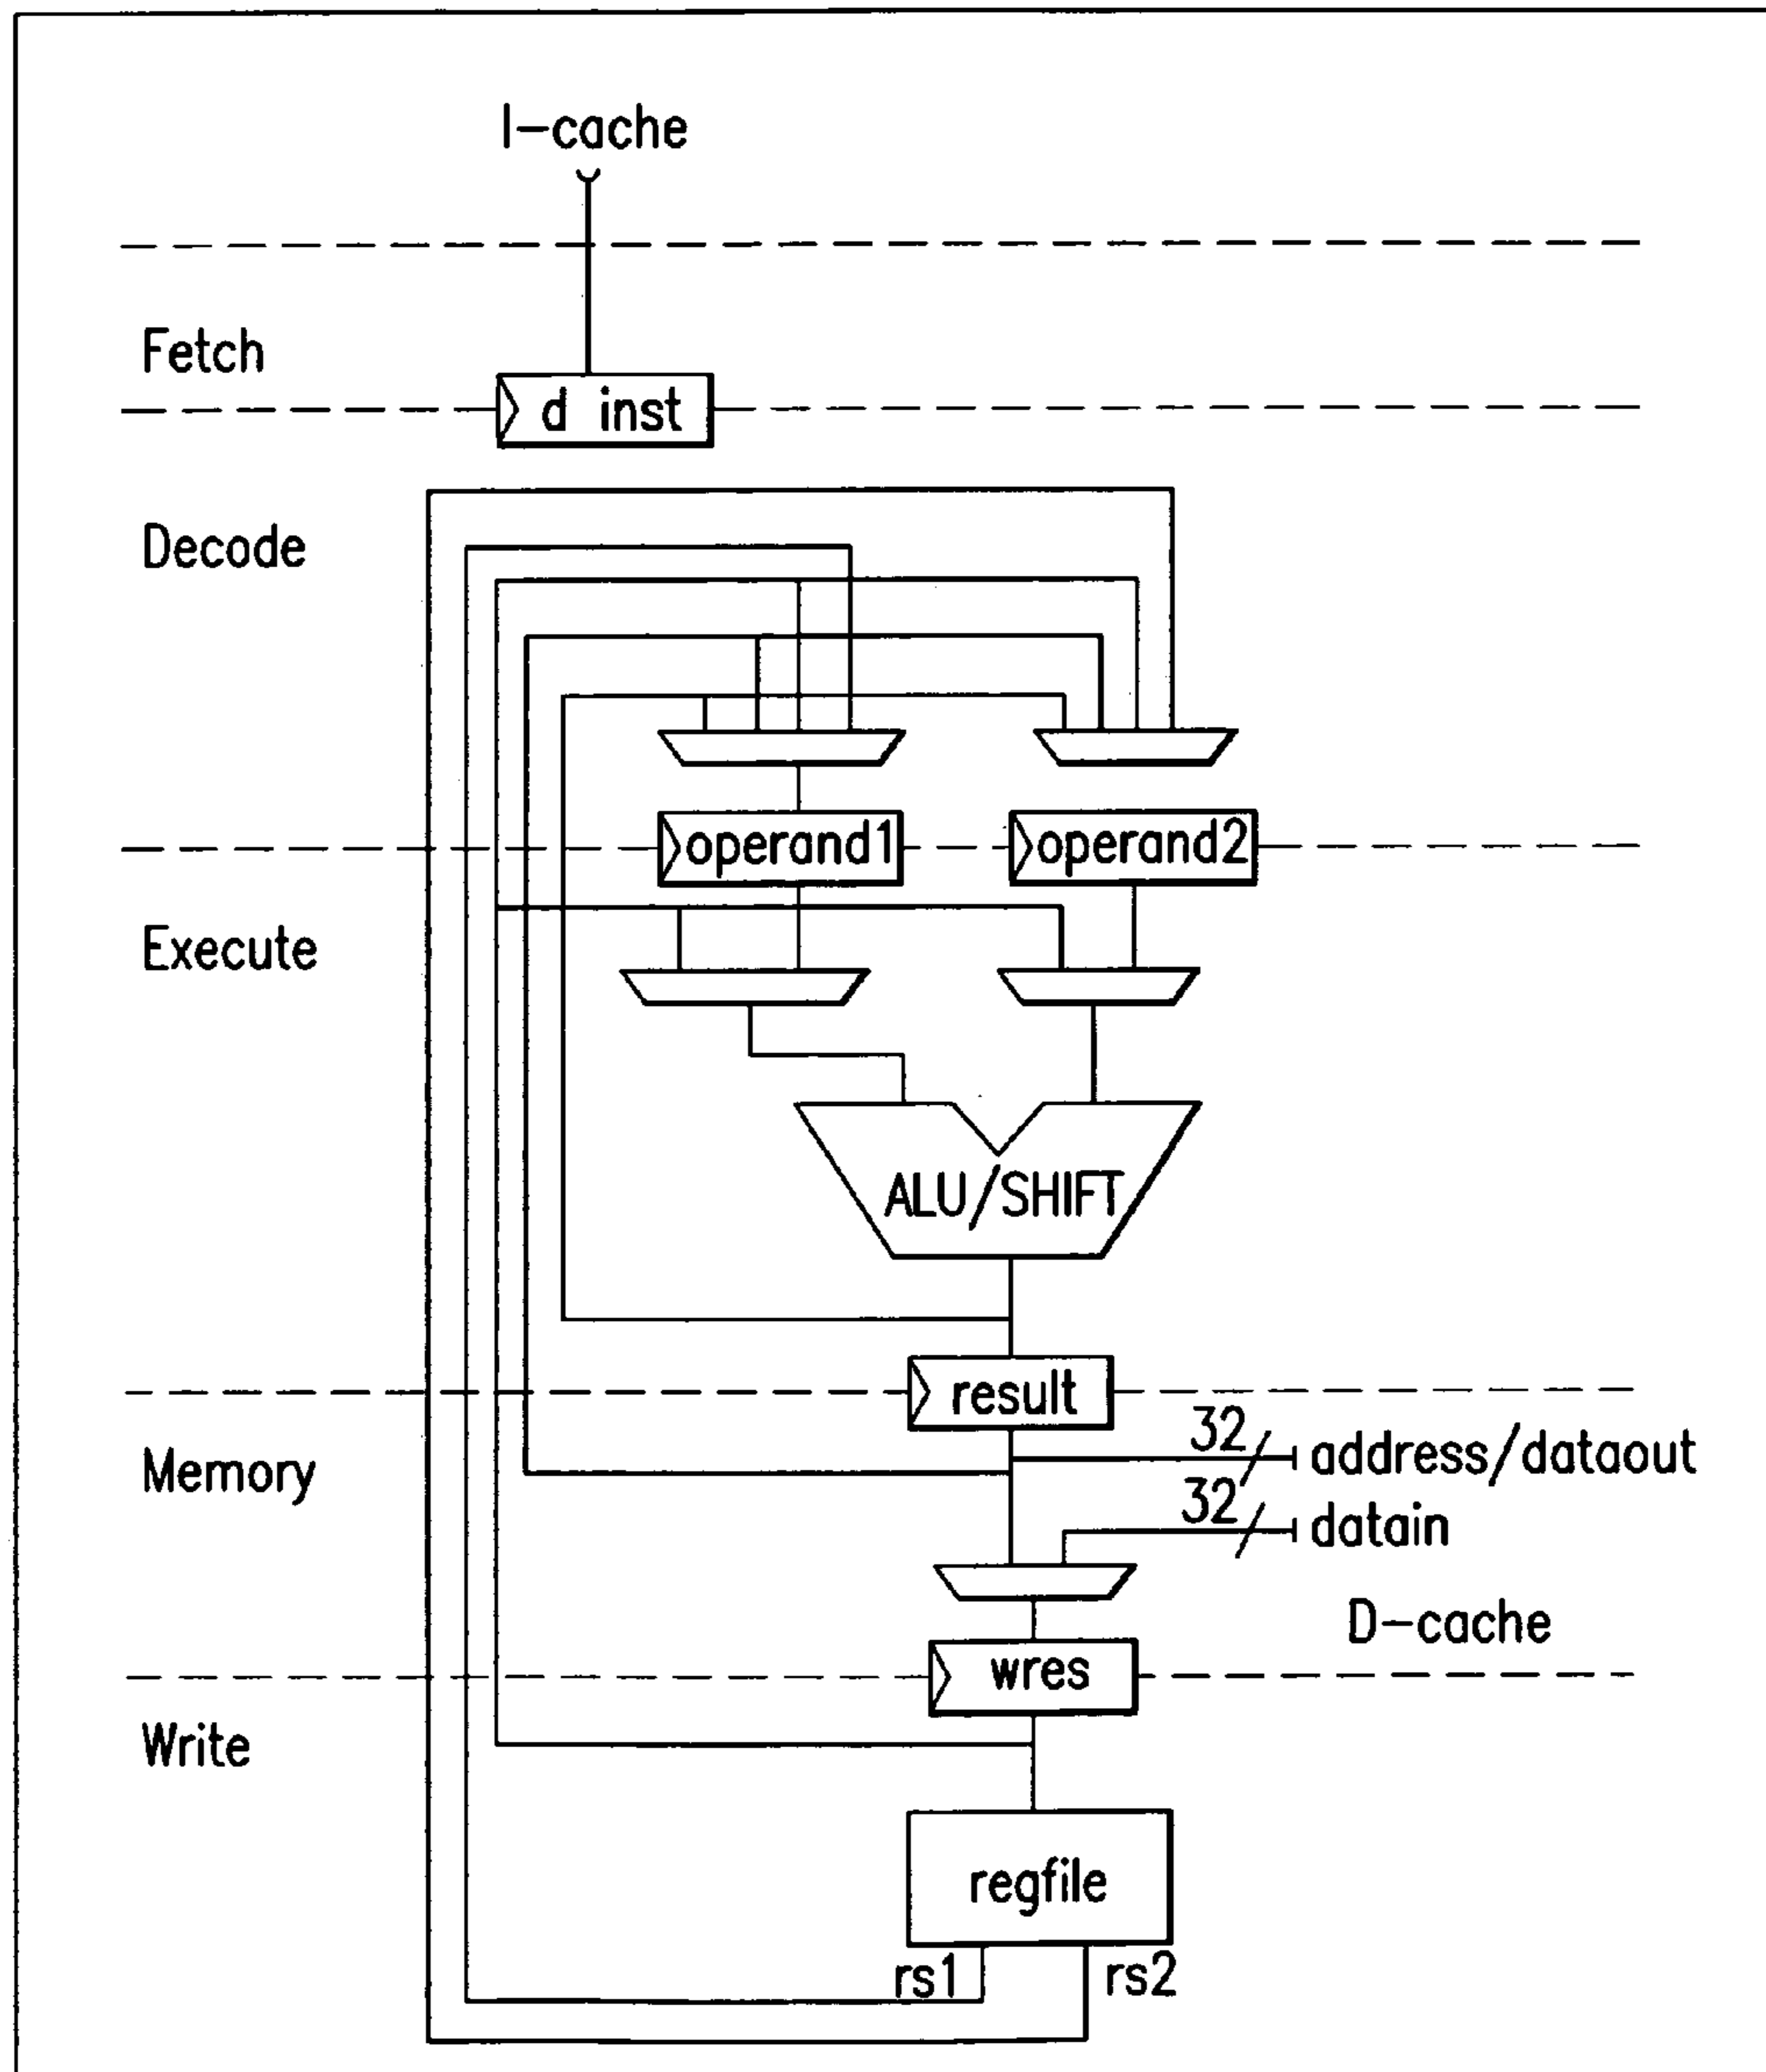 I-cache
Fetch
d inst
Decode
operand1
operand2
Execute
ALU/SHIFT
result
Memory
32
address/dataout
32
datain
D-cache
wres
Write
regfile
rs1
rs2